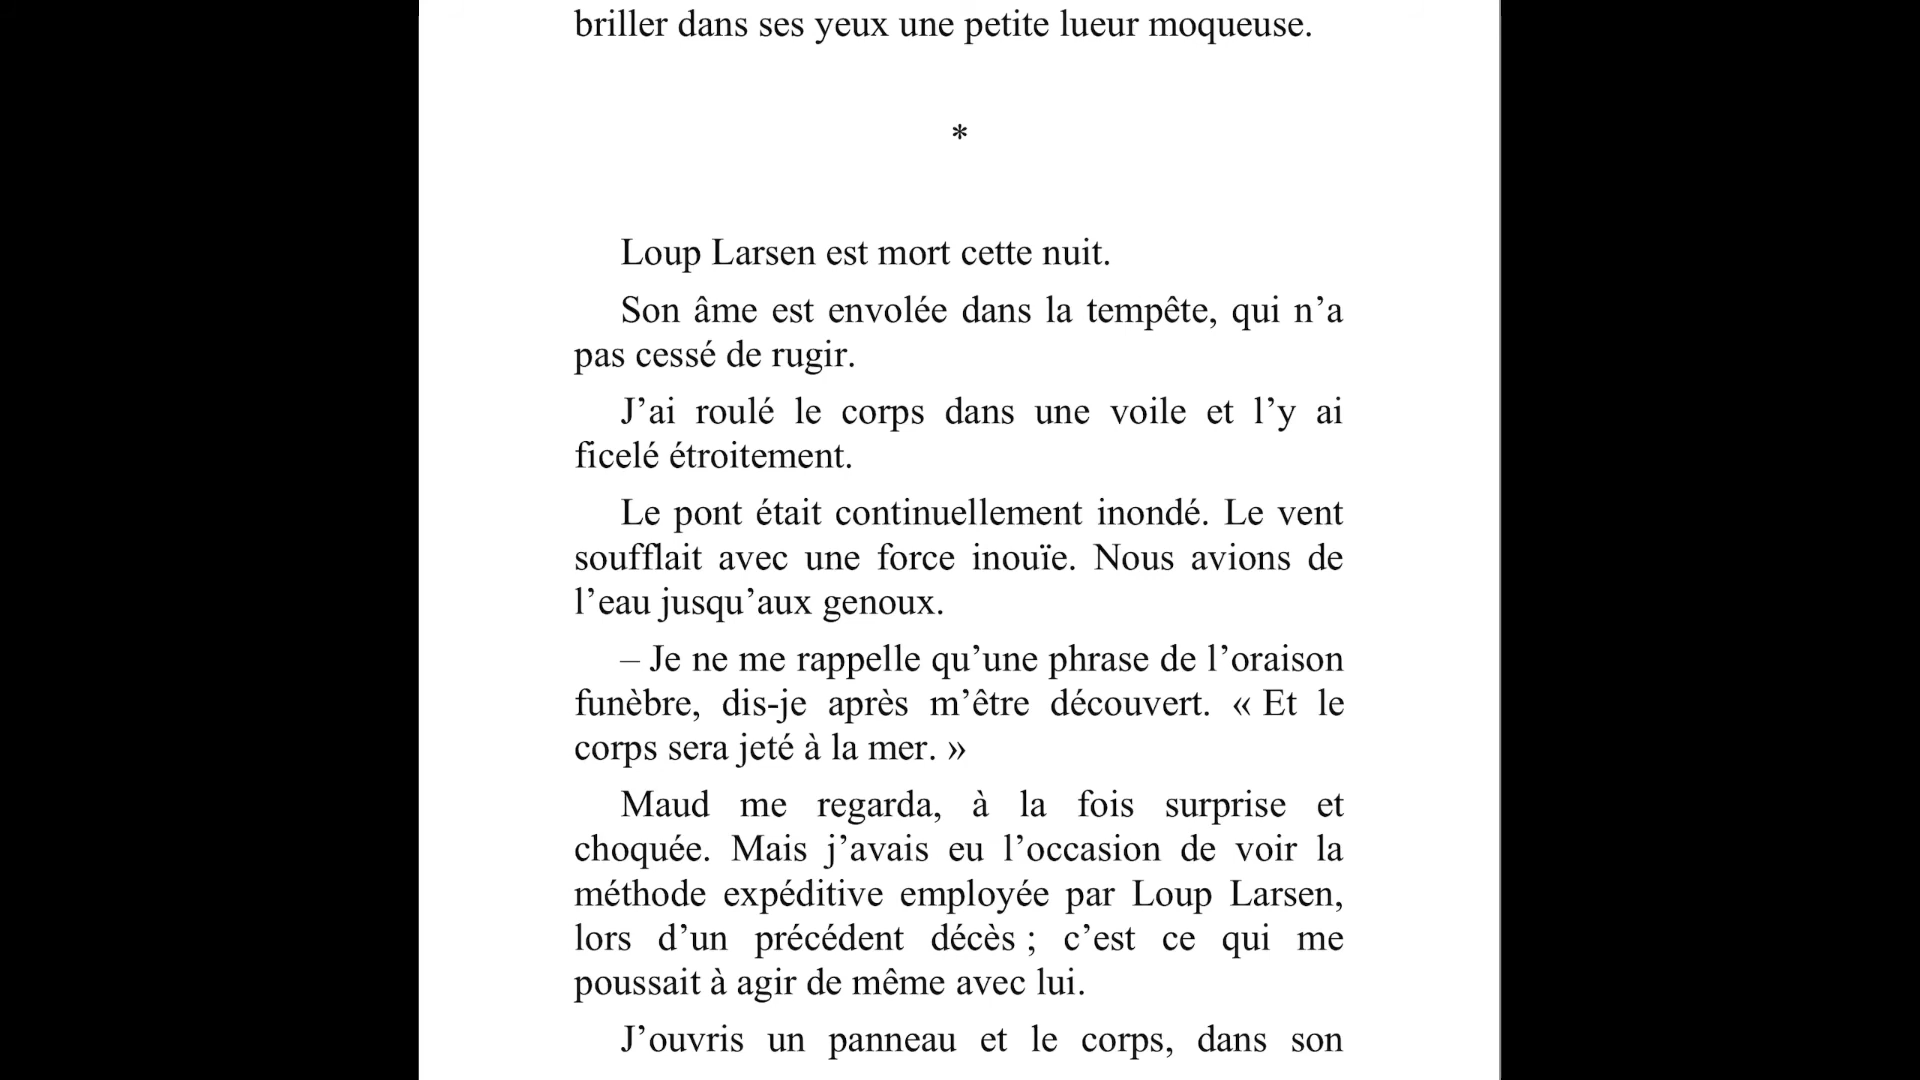 briller dans ses yeux une petite lueur moqueuse.
*
Loup Larsen est mort cette nuit.
Son âme est envolée dans la tempête, qui n’a
pas cessé de rugir.
J’ai roulé le corps dans une voile et l’y ai
ficelé étroitement.
Le pont était continuellement inondé. Le vent
soufflait avec une force inouïe. Nous avions de
l’eau jusqu’aux genoux.
– Je ne me rappelle qu’une phrase de l’oraison
funèbre, dis-je après m’être découvert. « Et le
corps sera jeté à la mer. »
Maud me regarda, à la fois surprise et
choquée. Mais j’avais eu l’occasion de voir la
méthode expéditive employée par Loup Larsen,
lors d’un précédent décès ; c’est ce qui me
poussait à agir de même avec lui.
J’ouvris un panneau et le corps, dans son